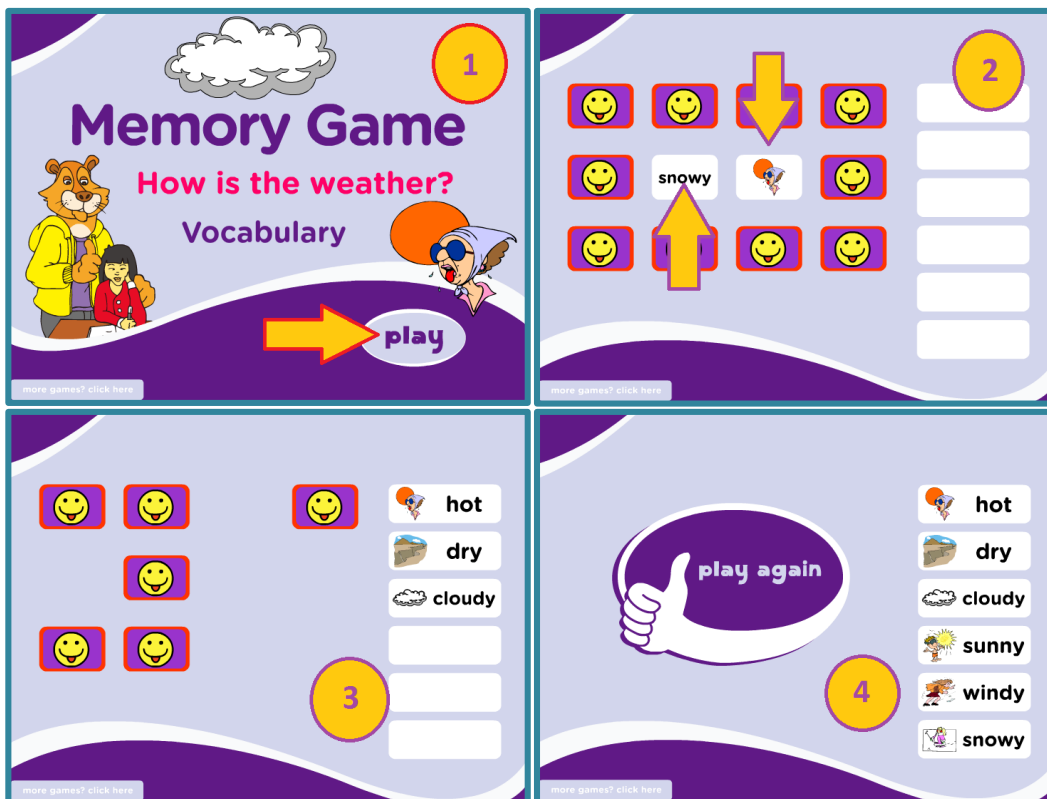 1
Memory Game
How is the weather?
Vocabulary
play
more games? click here
2
snowy
more games? click here
hot
dry
cloudy
3
more games? click here
play again
hot
dry
cloudy
sunny
windy
snowy
4
more games? click here